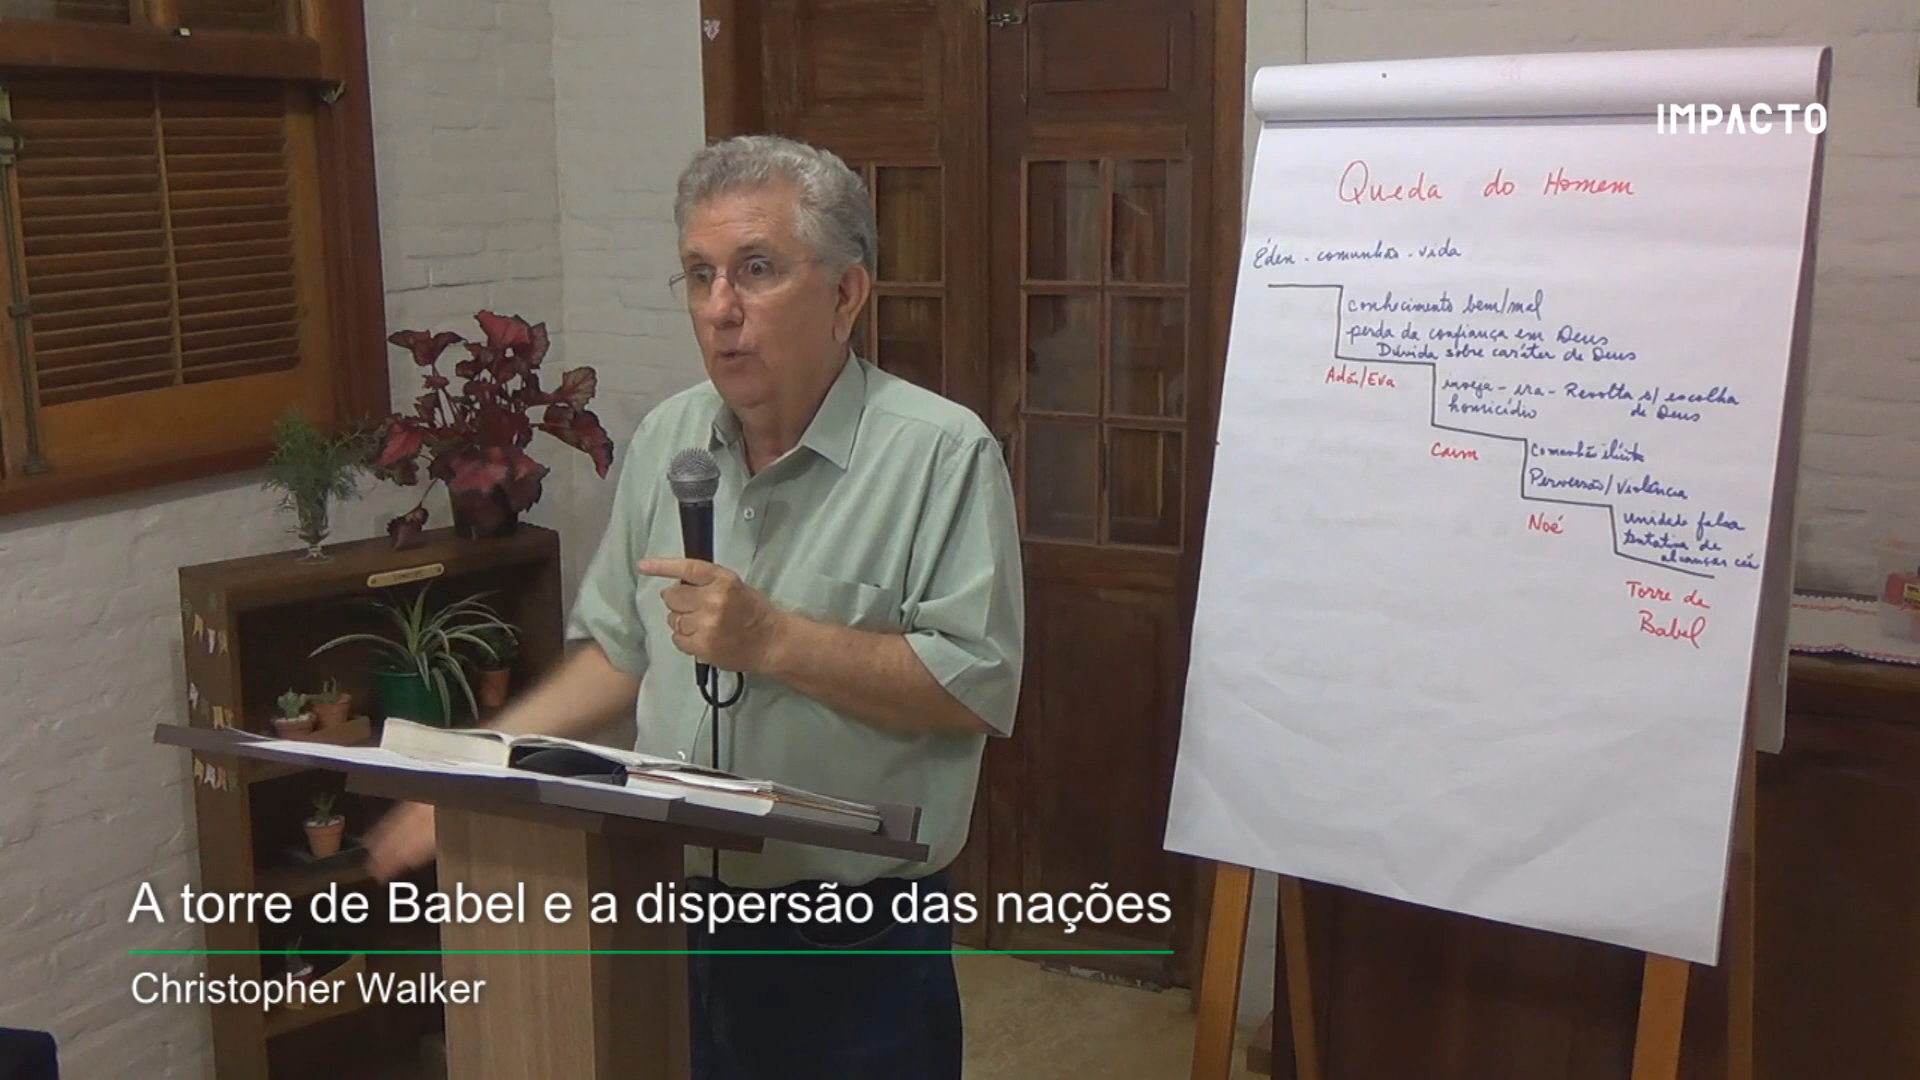 IMPACTO
Queda do Homem
Éden - comunhão - vida
conhecimento bem/mal
perda da confiança em Deus
Dúvida sobre caráter de Deus
Adão/Eva
inveja - ira - Revolta s/ escolha
homicídio de Deus
Caim
Comunhão ilícita
Perversão/Violência
Noé
unidade falsa
tentativa de
alcançar céu
Torre de
Babel
A torre de Babel e a dispersão das nações
Christopher Walker